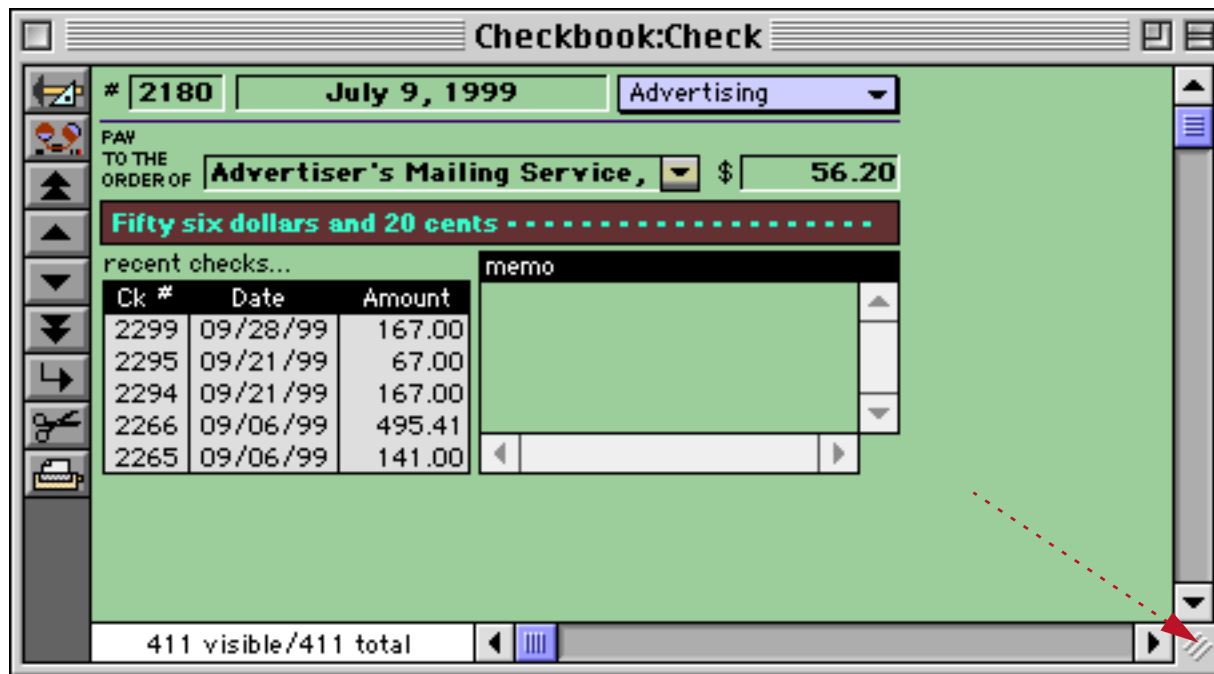 Checkbook:Check
# 2180 July 9, 1999 Advertising
PAY
TO THE
ORDER OF Advertiser's Mailing Service, $ 56.20
Fifty six dollars and 20 cents - - - - - - - - - - - - - - - - - - - -
recent checks... memo
Ck # Date Amount
2299 09/28/99 167.00
2295 09/21/99 67.00
2294 09/21/99 167.00
2266 09/06/99 495.41
2265 09/06/99 141.00
411 visible/411 total